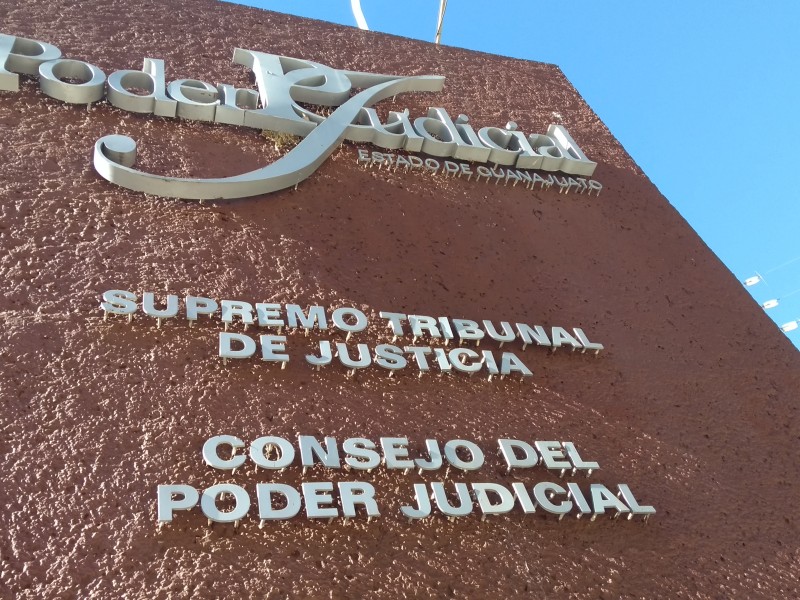 Poder Judicial
ESTADO DE GUANAJUATO
SUPREMO TRIBUNAL
DE JUSTICIA
CONSEJO DEL
PODER JUDICIAL